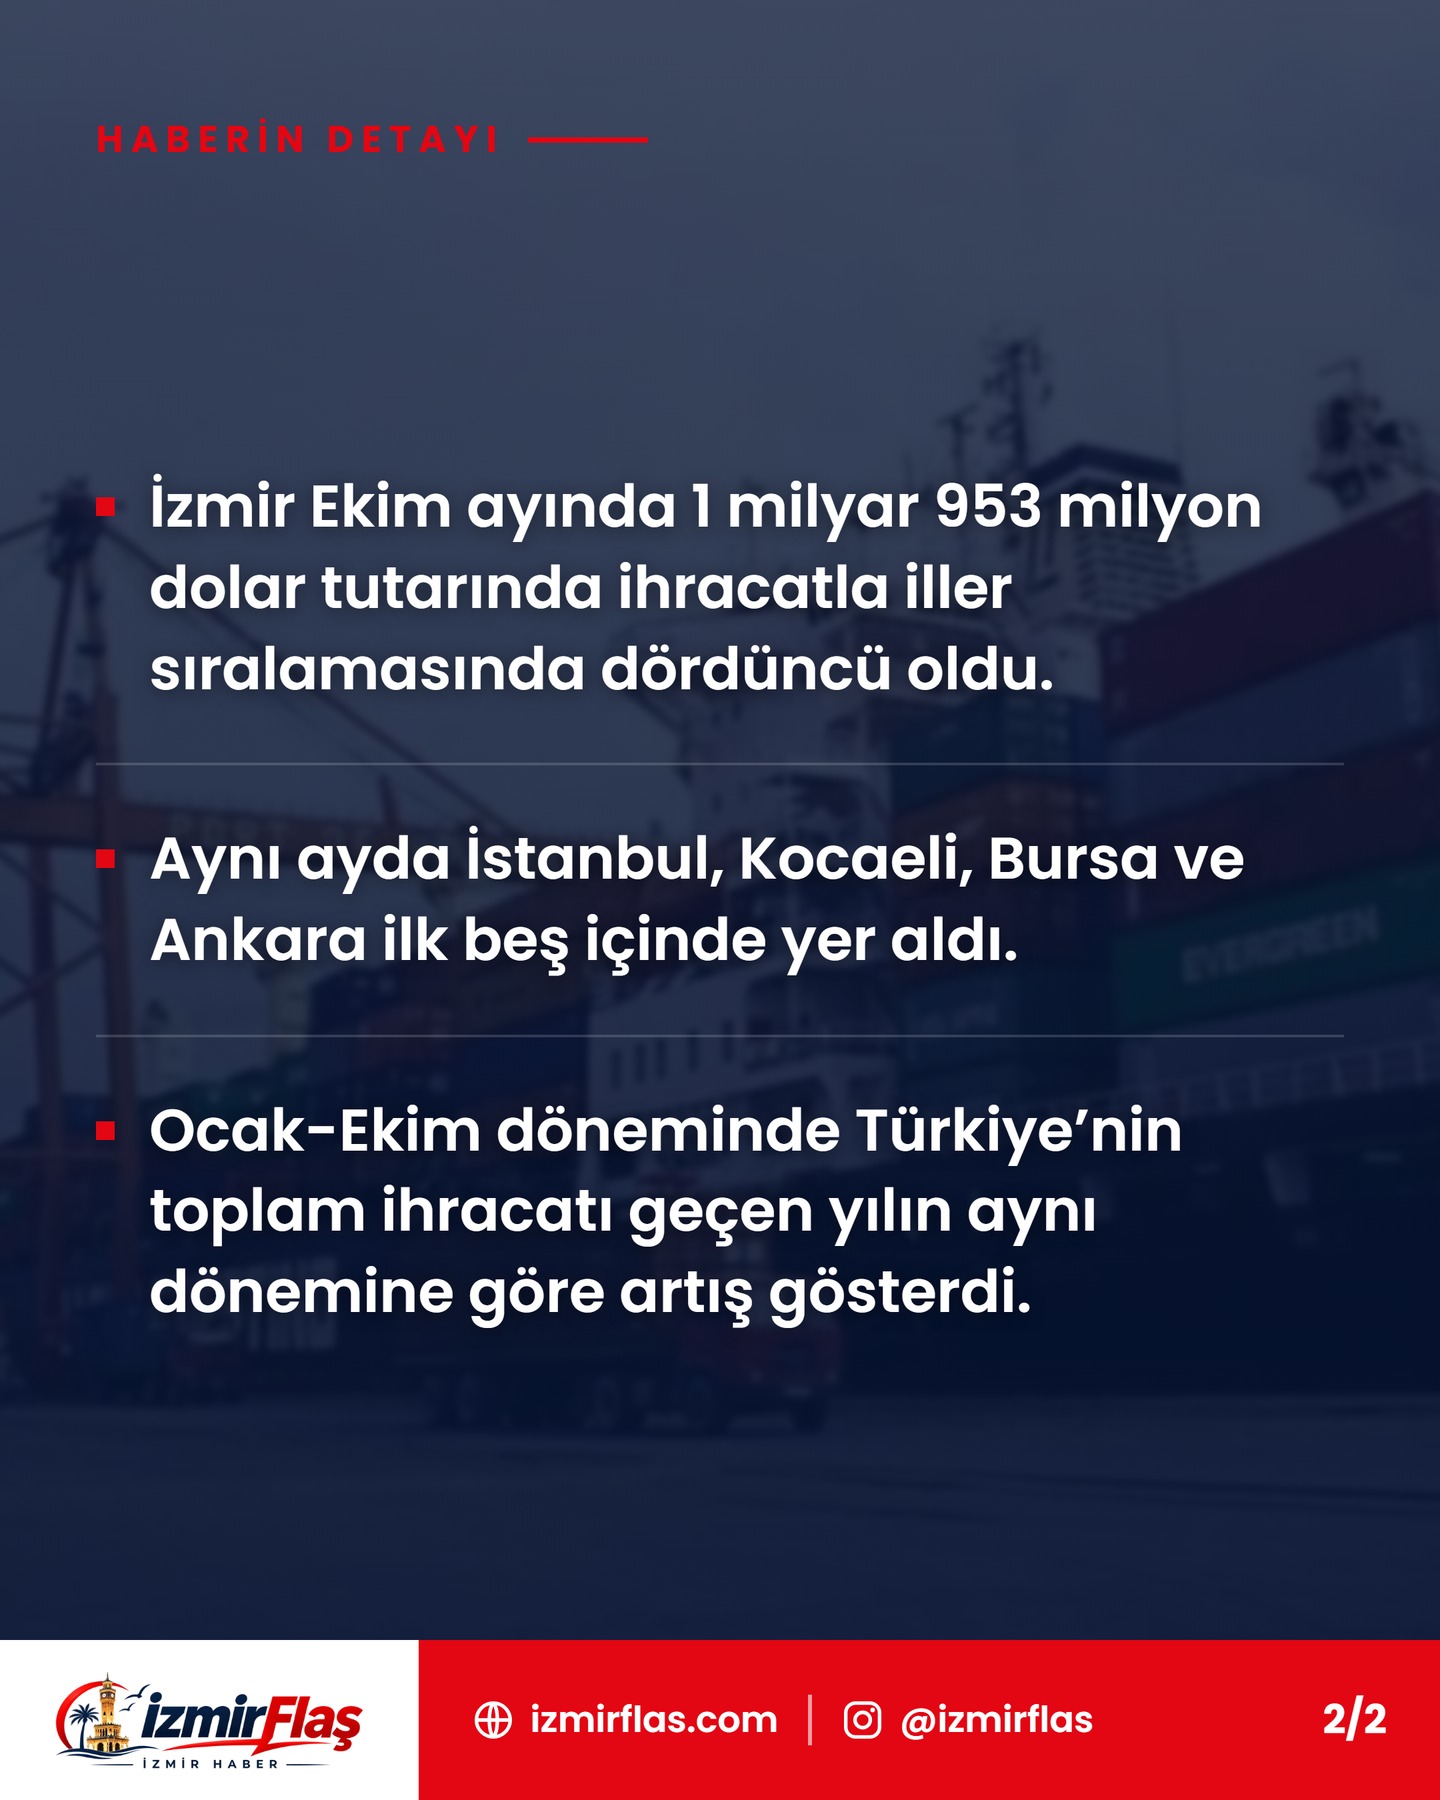 HABERİN DETAYI
İzmir Ekim ayında 1 milyar 953 milyon
dolar tutarında ihracatla iller
sıralamasında dördüncü oldu.
Aynı ayda İstanbul, Kocaeli, Bursa ve
Ankara ilk beş içinde yer aldı.
EVERGREEN
Ocak-Ekim döneminde Türkiye’nin
toplam ihracatı geçen yılın aynı
dönemine göre artış gösterdi.
izmirFlaş
İZMİR HABER
izmirflas.com
@izmirflas
2/2